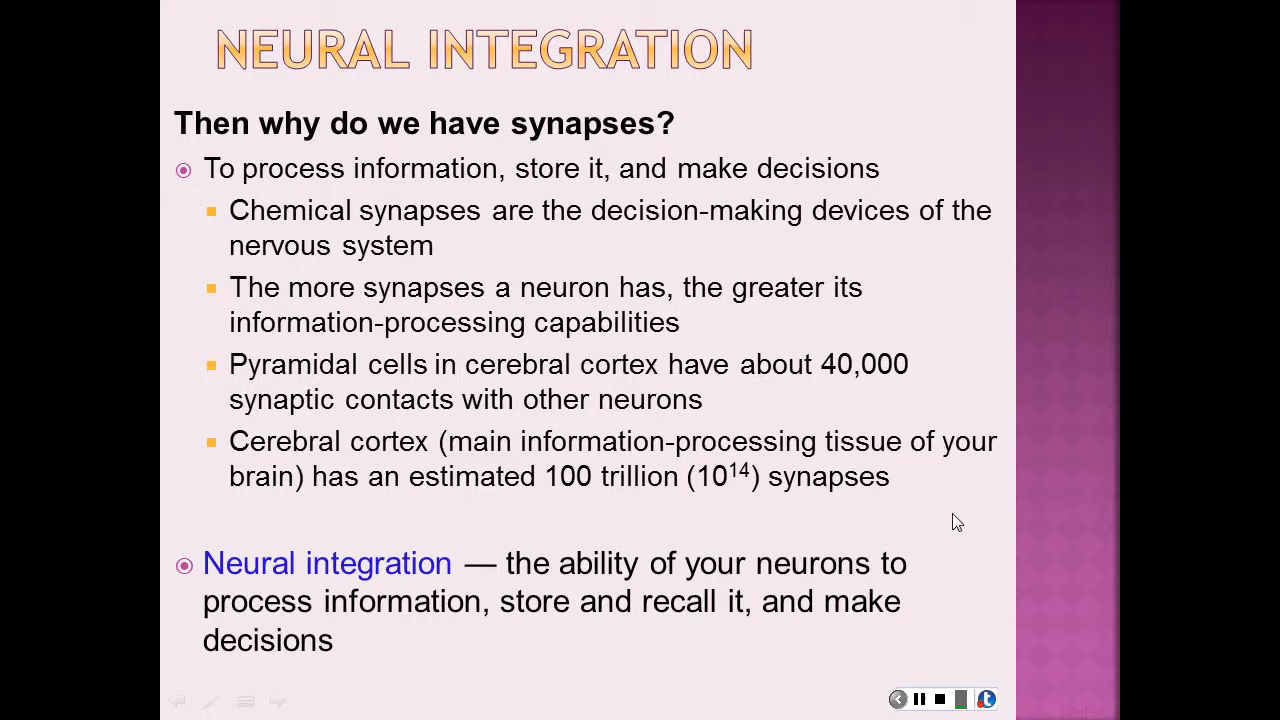 NEURAL INTEGRATION
Then why do we have synapses?
To process information, store it, and make decisions
Chemical synapses are the decision-making devices of the
nervous system
The more synapses a neuron has, the greater its
information-processing capabilities
Pyramidal cells in cerebral cortex have about 40,000
synaptic contacts with other neurons
Cerebral cortex (main information-processing tissue of your
brain) has an estimated 100 trillion (10¹⁴) synapses
Neural integration — the ability of your neurons to
process information, store and recall it, and make
decisions
t